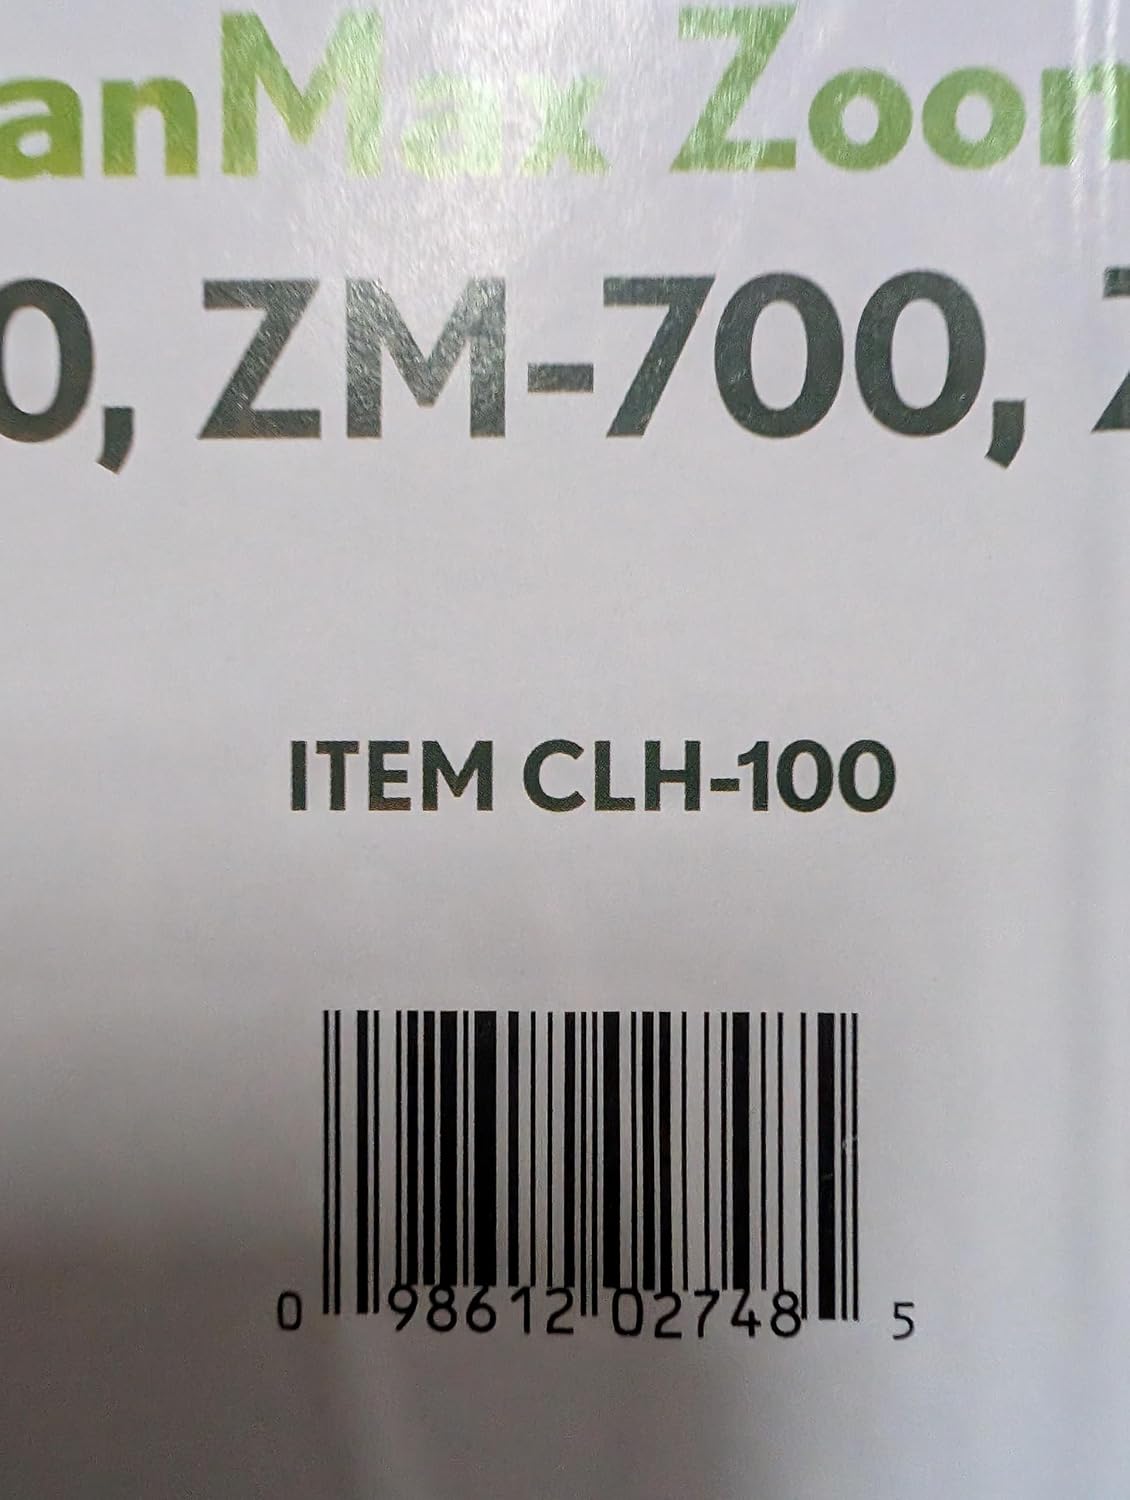 anMax Zoom
0, ZM-700, Z
ITEM CLH-100
0 98612 02748 5